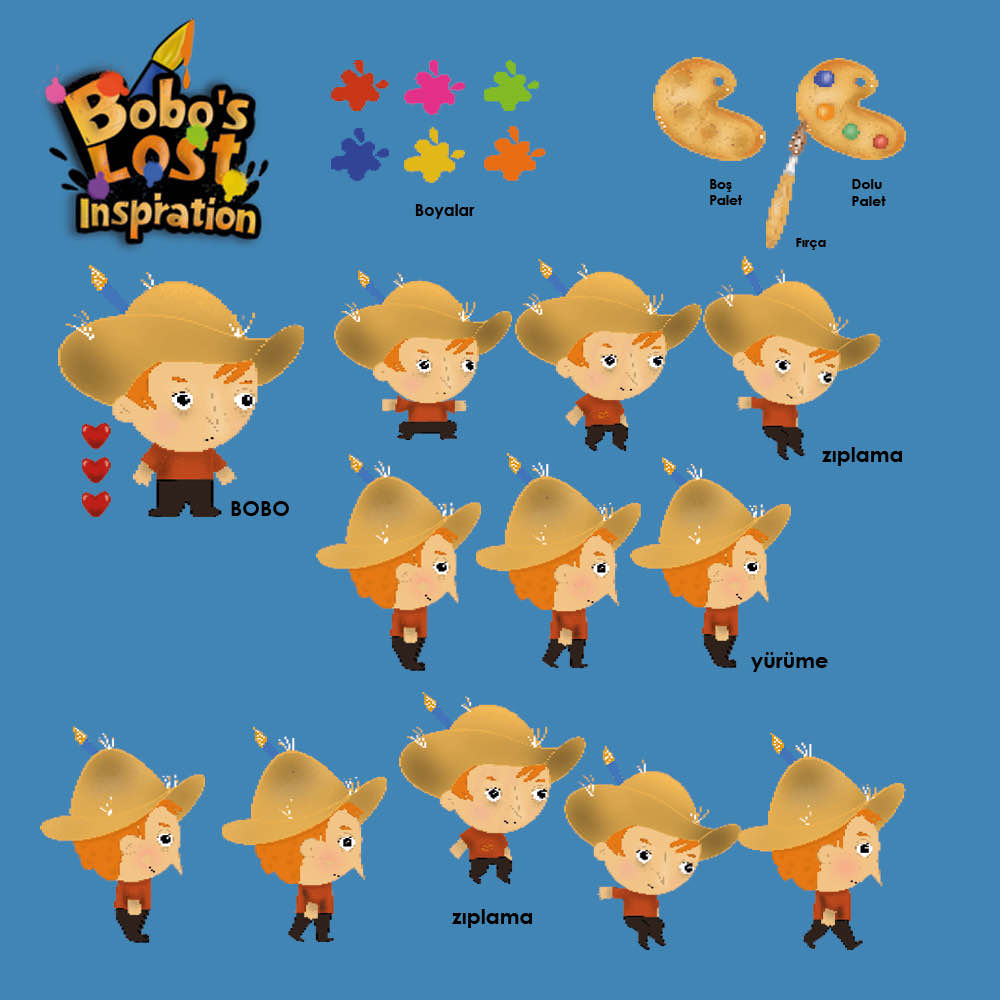 Bobo's
Lost
Inspiration
Boyalar
Boş
Palet
Dolu
Palet
Fırça
BOBO
zıplama
yürüme
zıplama